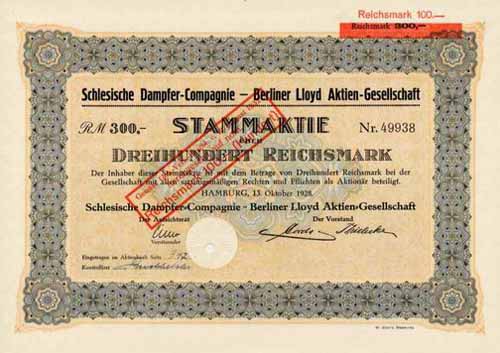 Reichsmark 100.—
Reichsmark 300,—
Schlesische Dampfer-Compagnie — Berliner Lloyd Aktien-Gesellschaft
RM 300,- STAMMAKTIE Nr. 49938
ÜBER
DREIHUNDERT REICHSMARK
Der Inhaber dieser Stammaktie ist mit dem Betrage von Dreihundert Reichsmark bei der
Gesellschaft mit allen satzungsmäßigen Rechten und Pflichten als Aktionär beteiligt.
HAMBURG, 13. Oktober 1928.
Schlesische Dampfer-Compagnie - Berliner Lloyd Aktien-Gesellschaft
Der Aufsichtsrat Der Vorstand
Vorsitzender
Eingetragen im Aktienbuch Seite 392
Kontrollist
Reichsmark